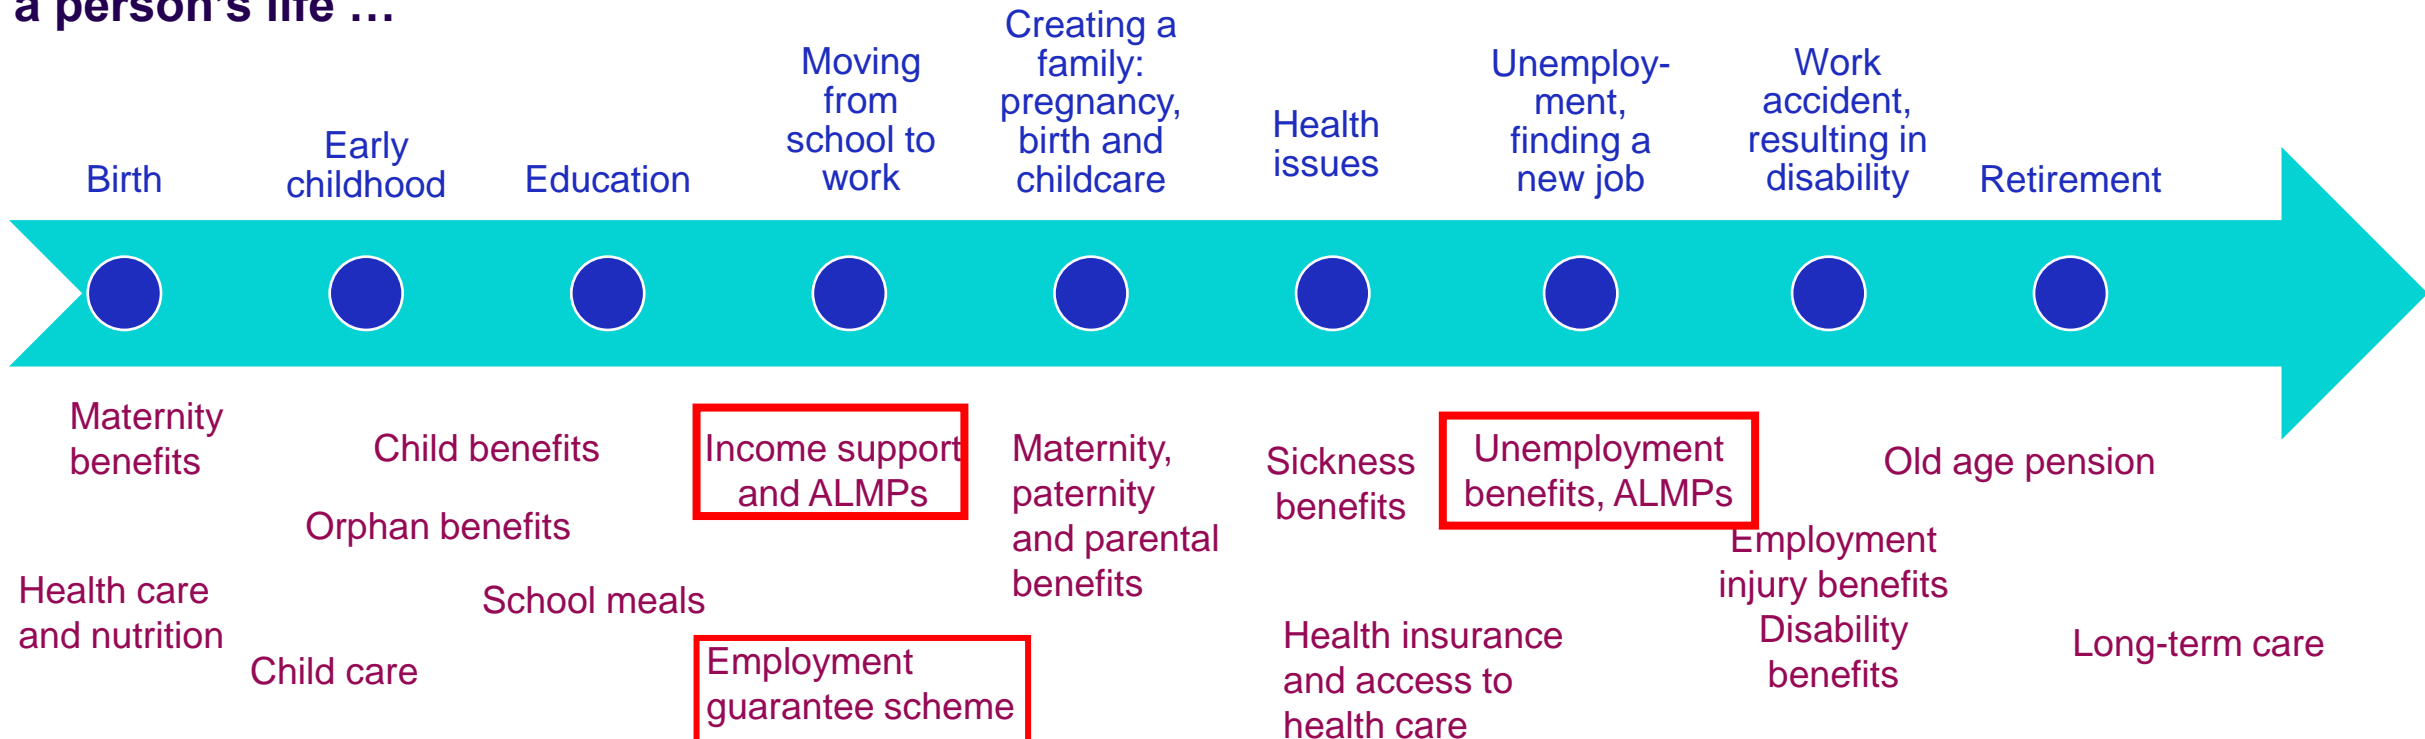 a person's life …
Birth
Early
childhood
Education
Moving
from
school to
work
Creating a
family:
pregnancy,
birth and
childcare
Health
issues
Unemploy-
ment,
finding a
new job
Work
accident,
resulting in
disability
Retirement
Maternity
benefits
Health care
and nutrition
Child benefits
Orphan benefits
Child care
School meals
Income support
and ALMPs
Employment
guarantee scheme
Maternity,
paternity
and parental
benefits
Sickness
benefits
Health insurance
and access to
health care
Unemployment
benefits, ALMPs
Employment
injury benefits
Disability
benefits
Old age pension
Long-term care